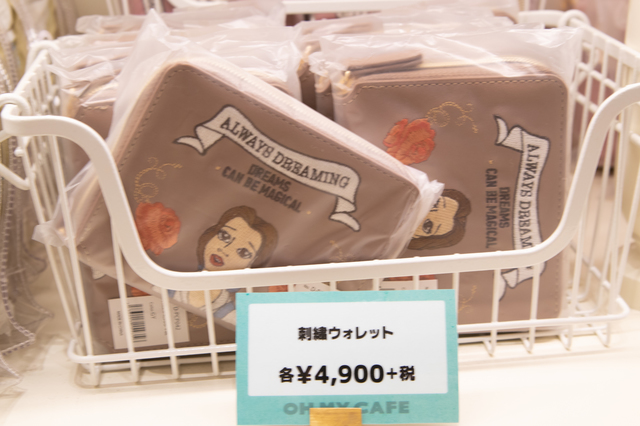 ALWAYS DREAMING
DREAMS
CAN BE MAGICAL
ALWAYS DREAMING
DREAMS
CAN BE MAGICAL
刺繍ウォレット
各¥4,900+税
OH MY CAFE